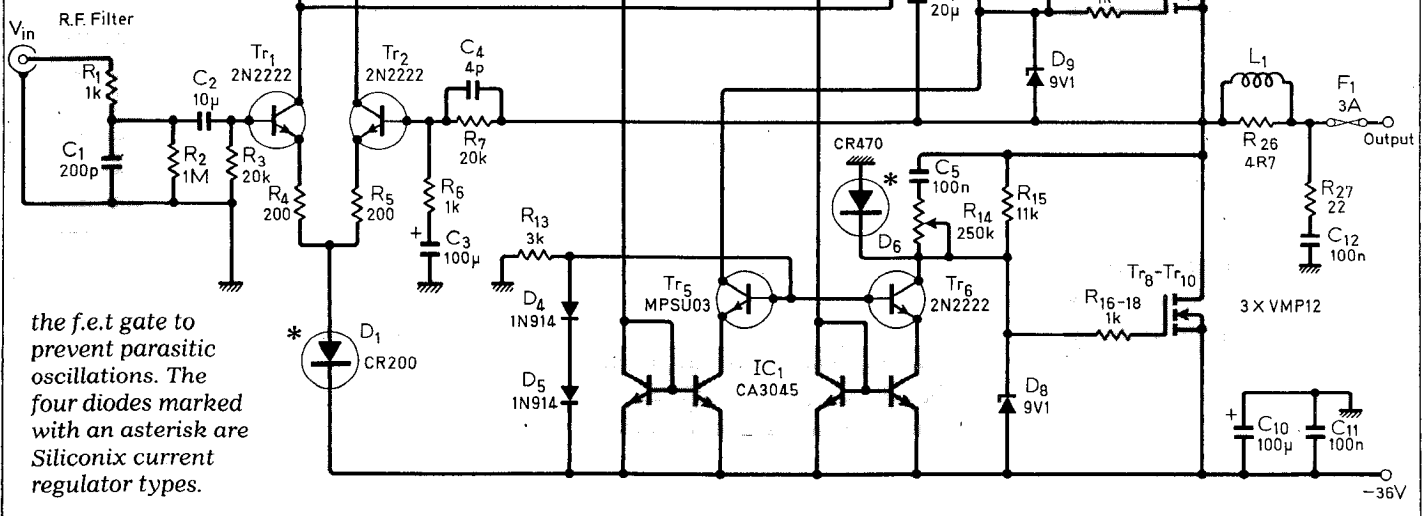 20µ
1k
R.F. Filter
Vin
R1
1k
C1
200p
R2
1M
C2
10µ
R3
20k
Tr1
2N2222
Tr2
2N2222
C4
4p
R7
20k
R4
200
R5
200
R6
1k
+
C3
100µ
R13
3k
D9
9V1
L1
F1
3A
Output
R26
4R7
R27
22
C12
100n
CR470
*
D6
C5
100n
R14
250k
R15
11k
Tr5
MPSU03
Tr6
2N2222
R16-18
1k
Tr8-Tr10
3 X VMP12
D4
1N914
D5
1N914
*
D1
CR200
IC1
CA3045
D8
9V1
+
C10
100µ
C11
100n
-36V
the f.e.t gate to
prevent parasitic
oscillations. The
four diodes marked
with an asterisk are
Siliconix current
regulator types.